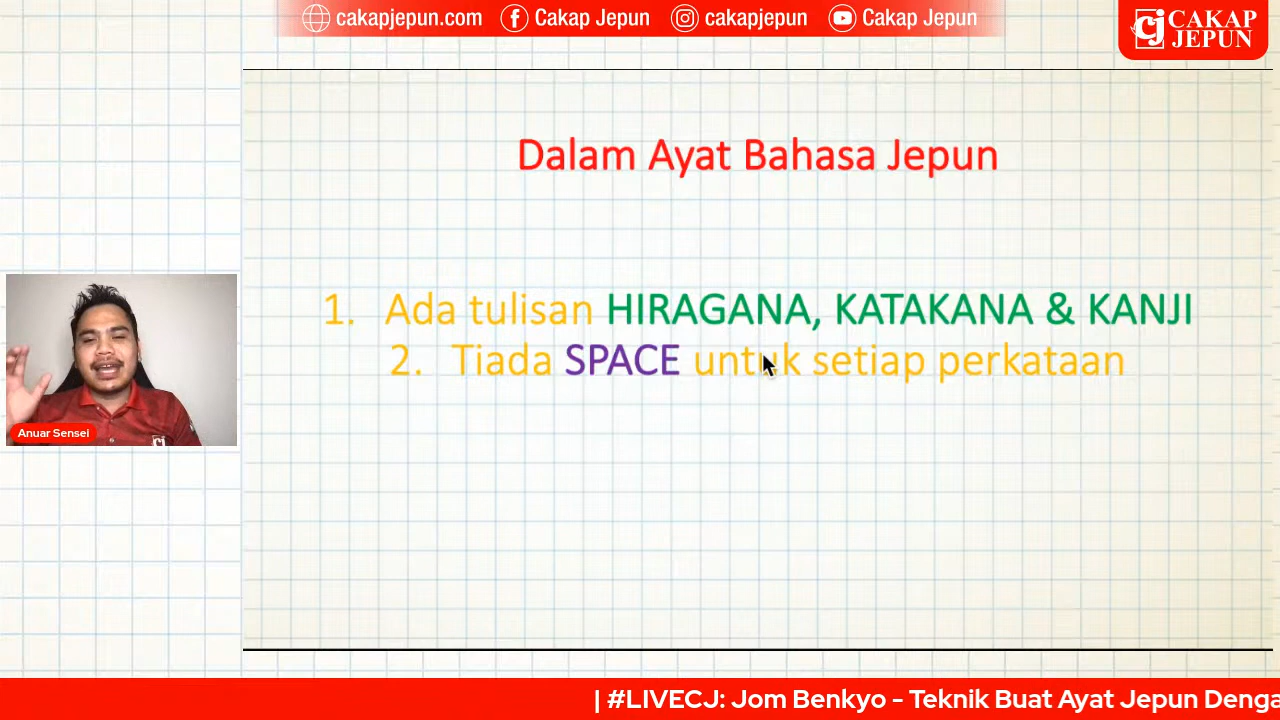 cakapjepun.com Cakap Jepun cakapjepun Cakap Jepun
CJ CAKAP JEPUN
Dalam Ayat Bahasa Jepun
1. Ada tulisan HIRAGANA, KATAKANA & KANJI
2. Tiada SPACE untuk setiap perkataan
Anuar Sensei
| #LIVECJ: Jom Benkyo - Teknik Buat Ayat Jepun Denga